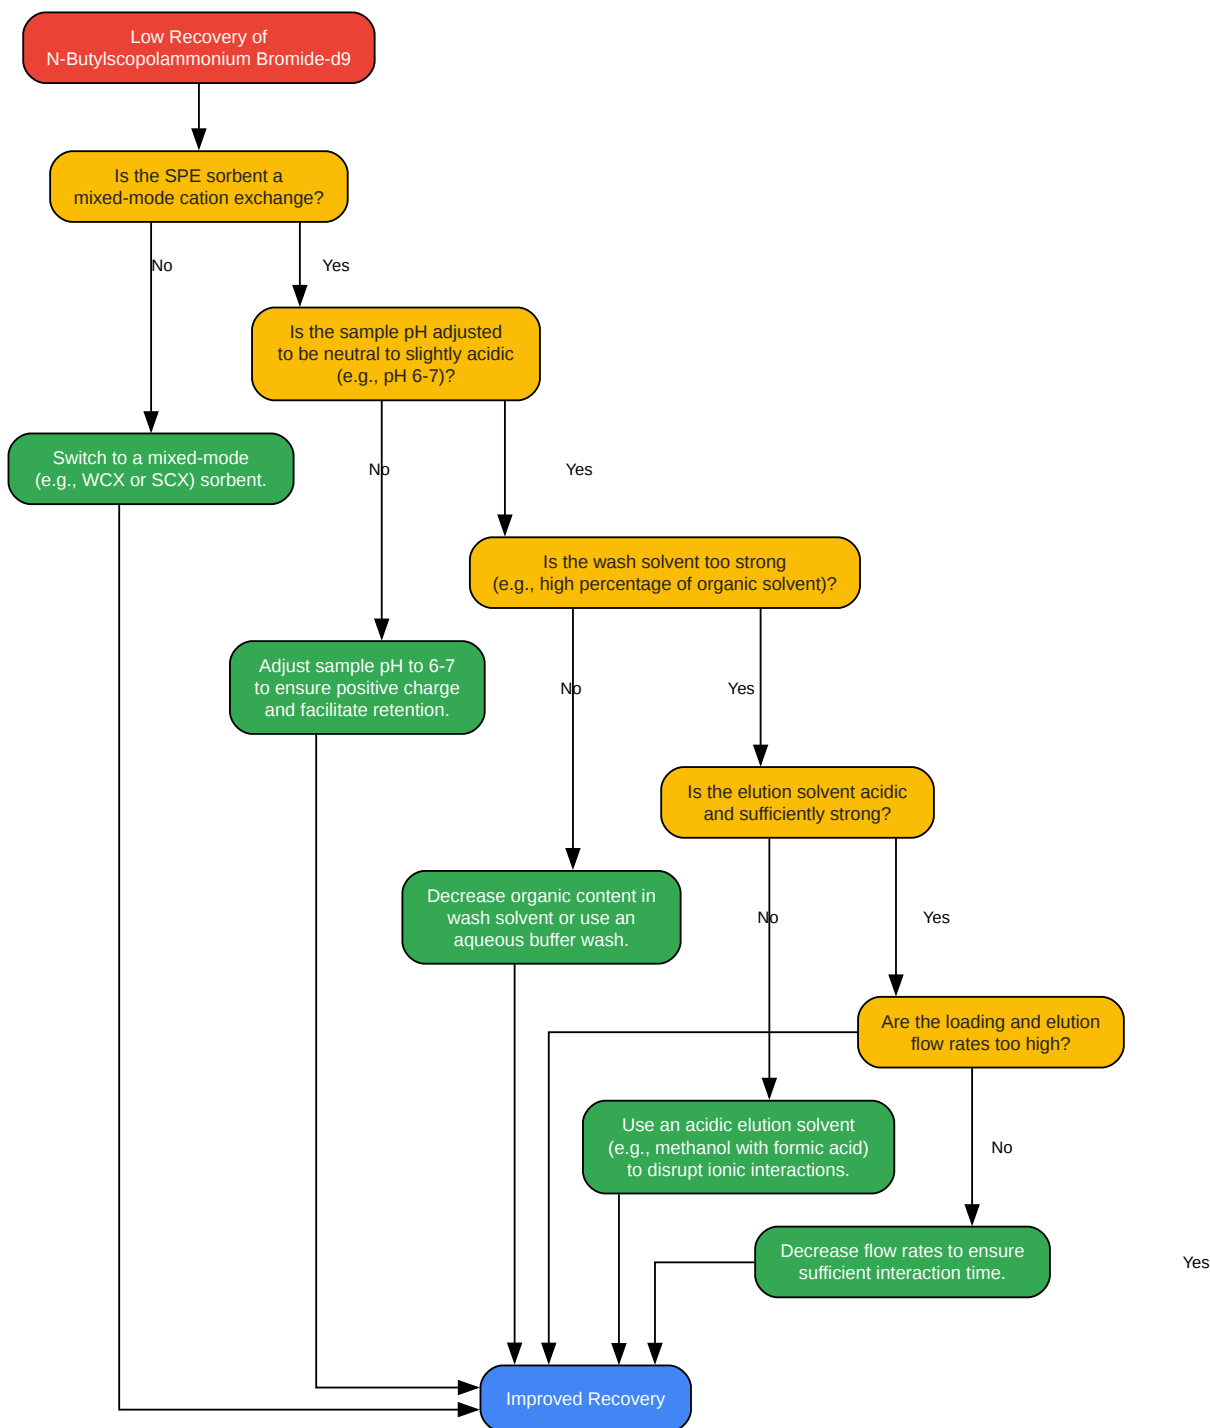 Low Recovery of
N-Butylscopolammonium Bromide-d9
Is the SPE sorbent a
mixed-mode cation exchange?
No
Yes
Is the sample pH adjusted
to be neutral to slightly acidic
(e.g., pH 6-7)?
Switch to a mixed-mode
(e.g., WCX or SCX) sorbent.
No
Yes
Is the wash solvent too strong
(e.g., high percentage of organic solvent)?
Adjust sample pH to 6-7
to ensure positive charge
and facilitate retention.
No
Yes
Is the elution solvent acidic
and sufficiently strong?
Decrease organic content in
wash solvent or use an
aqueous buffer wash.
No
Yes
Are the loading and elution
flow rates too high?
Use an acidic elution solvent
(e.g., methanol with formic acid)
to disrupt ionic interactions.
No
Decrease flow rates to ensure
sufficient interaction time.
Yes
Improved Recovery